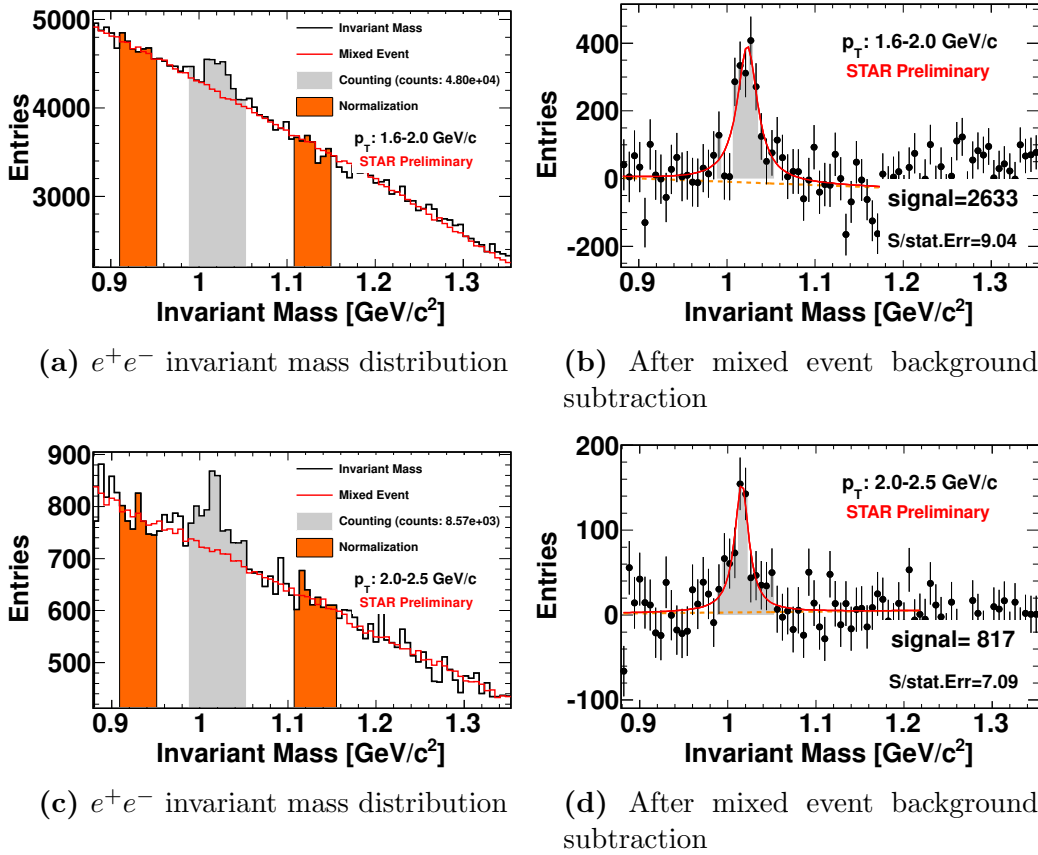 5000
4000
3000
Entries
Invariant Mass
Mixed Event
Counting (counts: 4.80e+04)
Normalization
p_T: 1.6-2.0 GeV/c
STAR Preliminary
0.9 1 1.1 1.2 1.3
Invariant Mass [GeV/c²]
(a) e⁺e⁻ invariant mass distribution
400
200
0
-200
Entries
p_T: 1.6-2.0 GeV/c
STAR Preliminary
signal=2633
S/stat.Err=9.04
0.9 1 1.1 1.2 1.3
Invariant Mass [GeV/c²]
(b) After mixed event background
subtraction
900
800
700
600
500
Entries
Invariant Mass
Mixed Event
Counting (counts: 8.57e+03)
Normalization
p_T: 2.0-2.5 GeV/c
STAR Preliminary
0.9 1 1.1 1.2 1.3
Invariant Mass [GeV/c²]
(c) e⁺e⁻ invariant mass distribution
200
100
0
-100
Entries
p_T: 2.0-2.5 GeV/c
STAR Preliminary
signal= 817
S/stat.Err=7.09
0.9 1 1.1 1.2 1.3
Invariant Mass [GeV/c²]
(d) After mixed event background
subtraction